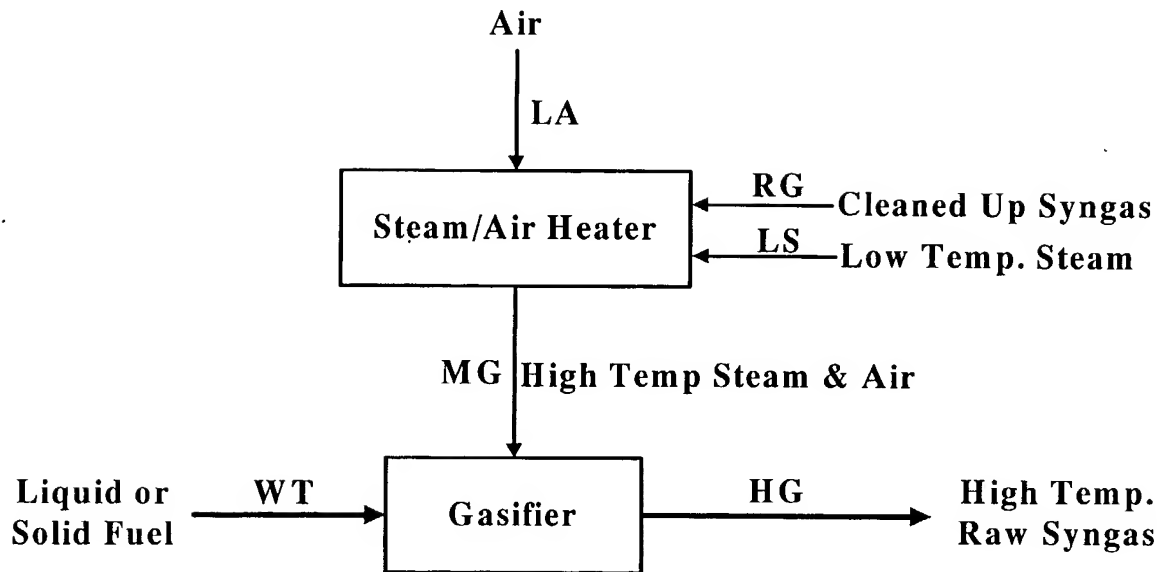 Air
LA
RG
Cleaned Up Syngas
Steam/Air Heater
LS
Low Temp. Steam
MG
High Temp Steam & Air
Liquid or
Solid Fuel
WT
Gasifier
HG
High Temp.
Raw Syngas